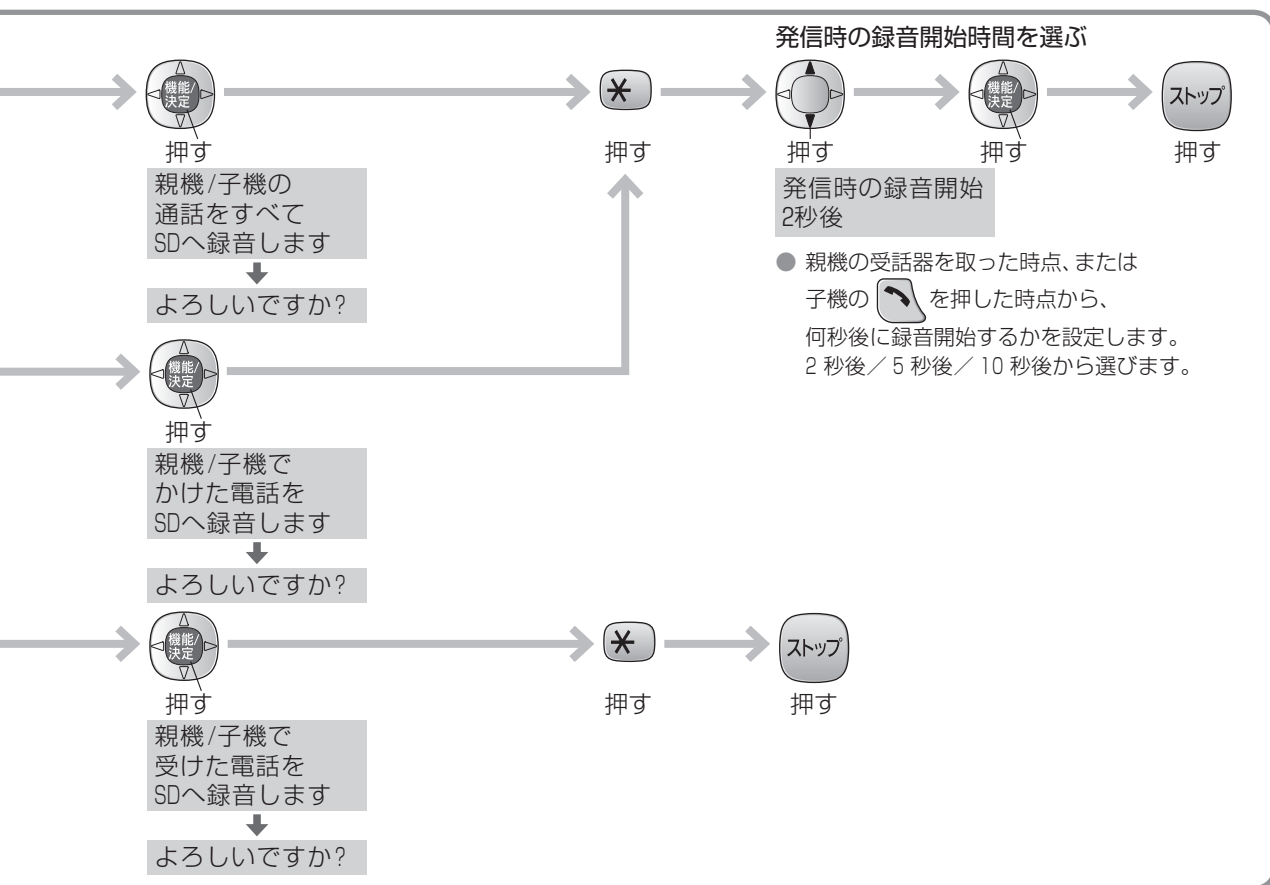 発信時の録音開始時間を選ぶ
機能/
決定
押す
親機/子機の
通話をすべて
SDへ録音します
よろしいですか?
押す
押す
発信時の録音開始
2秒後
機能/
決定
押す
ストップ
押す
● 親機の受話器を取った時点、または
子機の を押した時点から、
何秒後に録音開始するかを設定します。
2 秒後／ 5 秒後／ 10 秒後から選びます。
機能/
決定
押す
親機/子機で
かけた電話を
SDへ録音します
よろしいですか?
機能/
決定
押す
親機/子機で
受けた電話を
SDへ録音します
よろしいですか?
押す
ストップ
押す